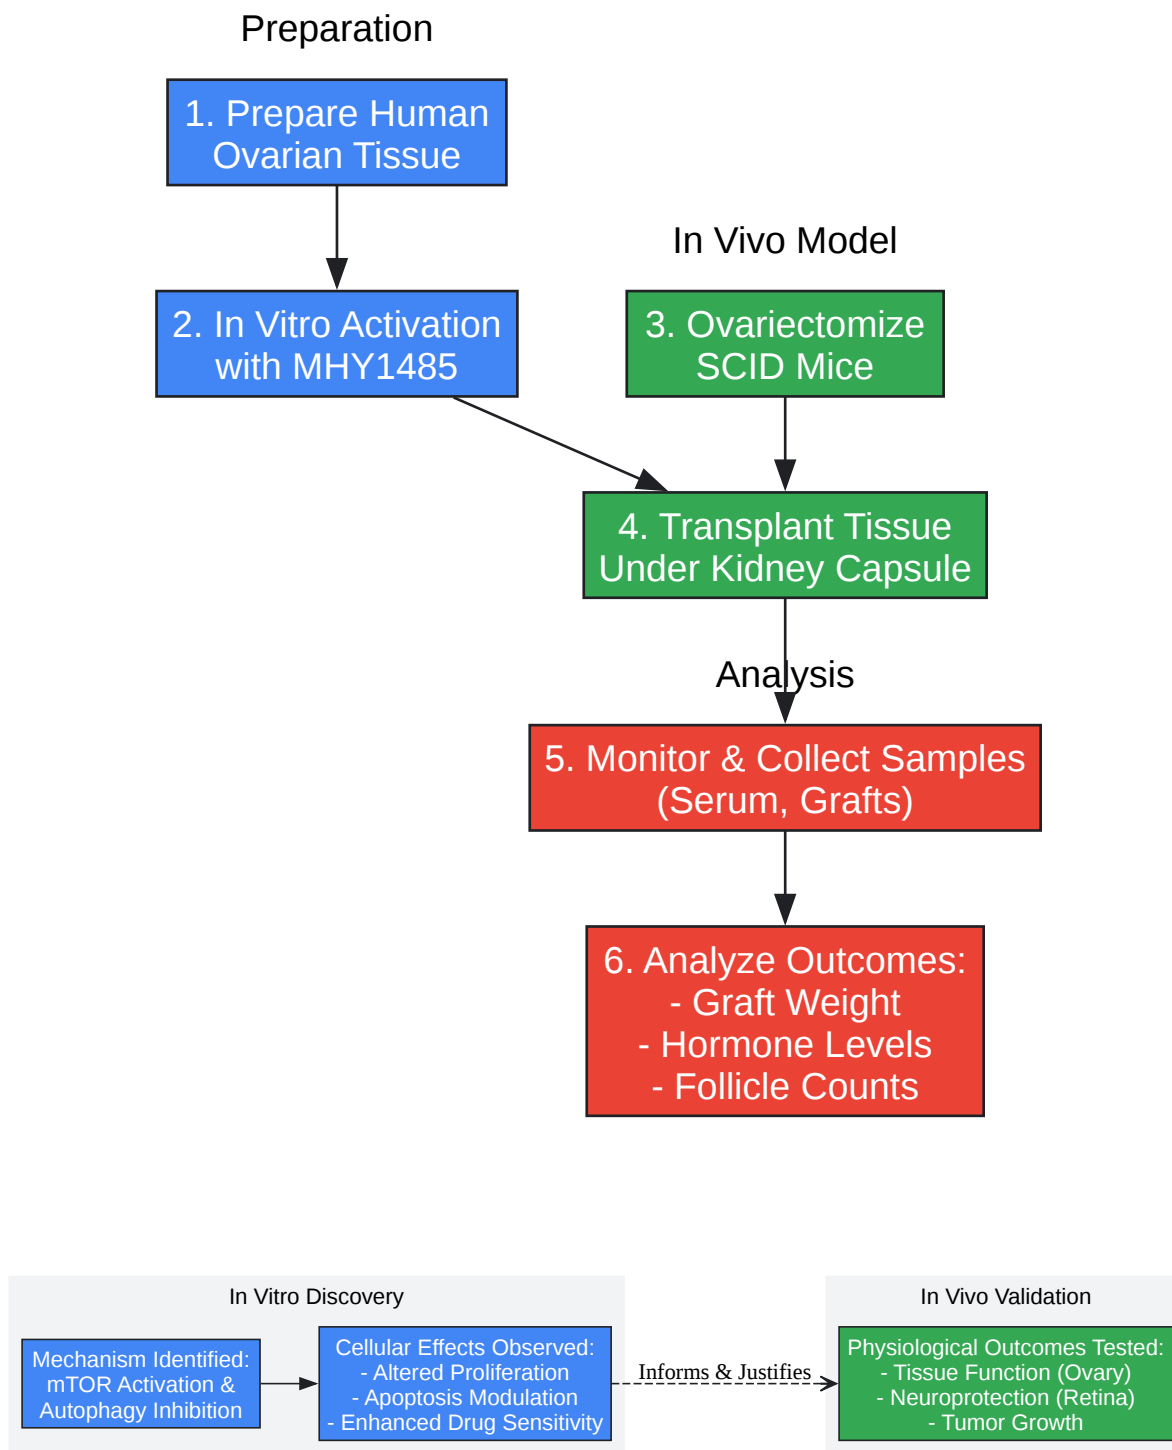 Preparation
1. Prepare Human
Ovarian Tissue
In Vivo Model
2. In Vitro Activation
with MHY1485
3. Ovariectomize
SCID Mice
4. Transplant Tissue
Under Kidney Capsule
Analysis
5. Monitor & Collect Samples
(Serum, Grafts)
6. Analyze Outcomes:
- Graft Weight
- Hormone Levels
- Follicle Counts
In Vitro Discovery
Mechanism Identified:
mTOR Activation &
Autophagy Inhibition
Cellular Effects Observed:
- Altered Proliferation
- Apoptosis Modulation
- Enhanced Drug Sensitivity
Informs & Justifies
In Vivo Validation
Physiological Outcomes Tested:
- Tissue Function (Ovary)
- Neuroprotection (Retina)
- Tumor Growth